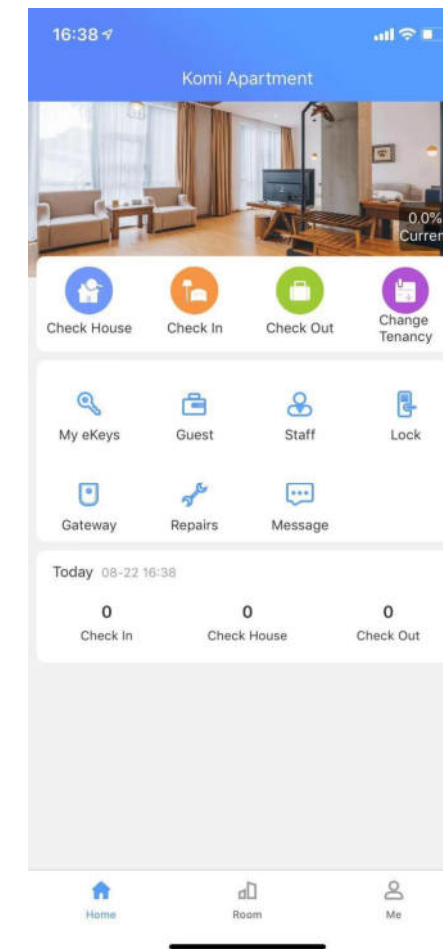 16:38
Komi Apartment
0.0%
Curren
Check House
Check In
Check Out
Change
Tenancy
My eKeys
Guest
Staff
Lock
Gateway
Repairs
Message
Today 08-22 16:38
0
0
0
Check In
Check House
Check Out
Home
Room
Me